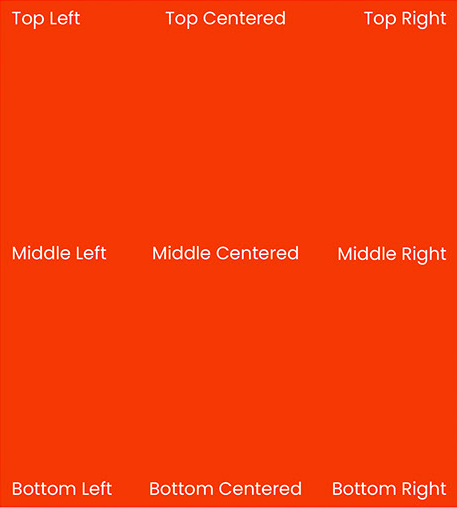 Top Left Top Centered Top Right
Middle Left Middle Centered Middle Right
Bottom Left Bottom Centered Bottom Right